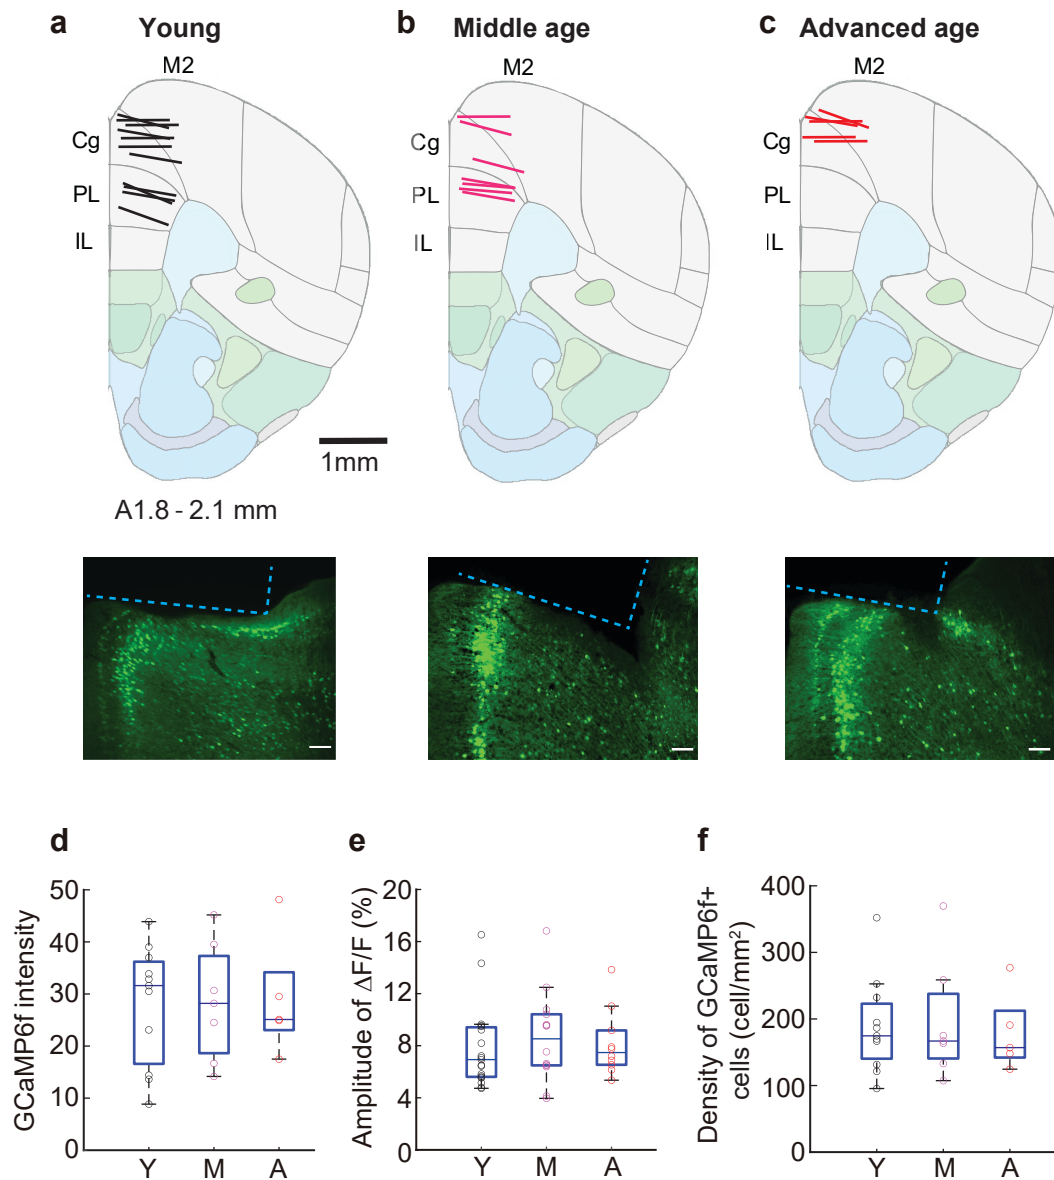 a Young
M2
Cg
PL
IL
1mm
A1.8 - 2.1 mm
b Middle age
M2
Cg
PL
IL
c Advanced age
M2
Cg
PL
IL
d
GCaMP6f intensity
50
40
30
20
10
0
Y M A
e
Amplitude of ΔF/F (%)
20
16
12
8
4
0
Y M A
f
Density of GCaMP6f+
cells (cell/mm²)
400
300
200
100
0
Y M A